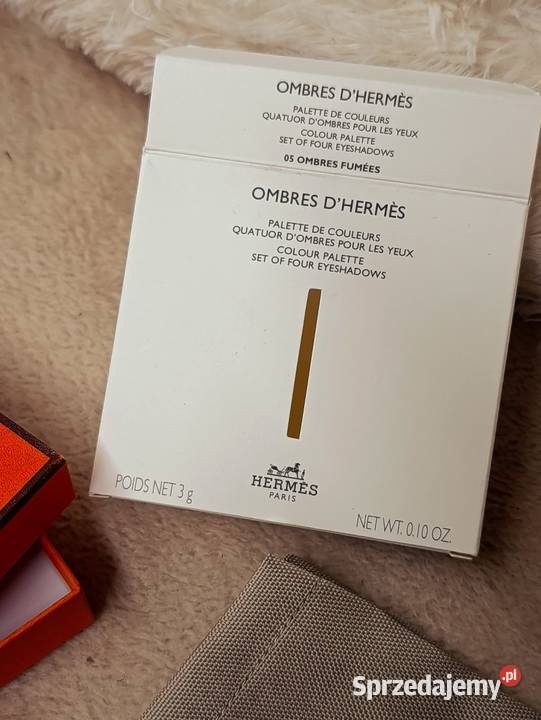 OMBRES D'HERMÈS
PALETTE DE COULEURS
QUATUOR D'OMBRES POUR LES YEUX
COLOUR PALETTE
SET OF FOUR EYESHADOWS
05 OMBRES FUMÉES
OMBRES D'HERMÈS
PALETTE DE COULEURS
QUATUOR D'OMBRES POUR LES YEUX
COLOUR PALETTE
SET OF FOUR EYESHADOWS
HERMÈS
PARIS
POIDS NET 3 g
NET WT. 0.10 OZ.
Sprzedajemy.pl